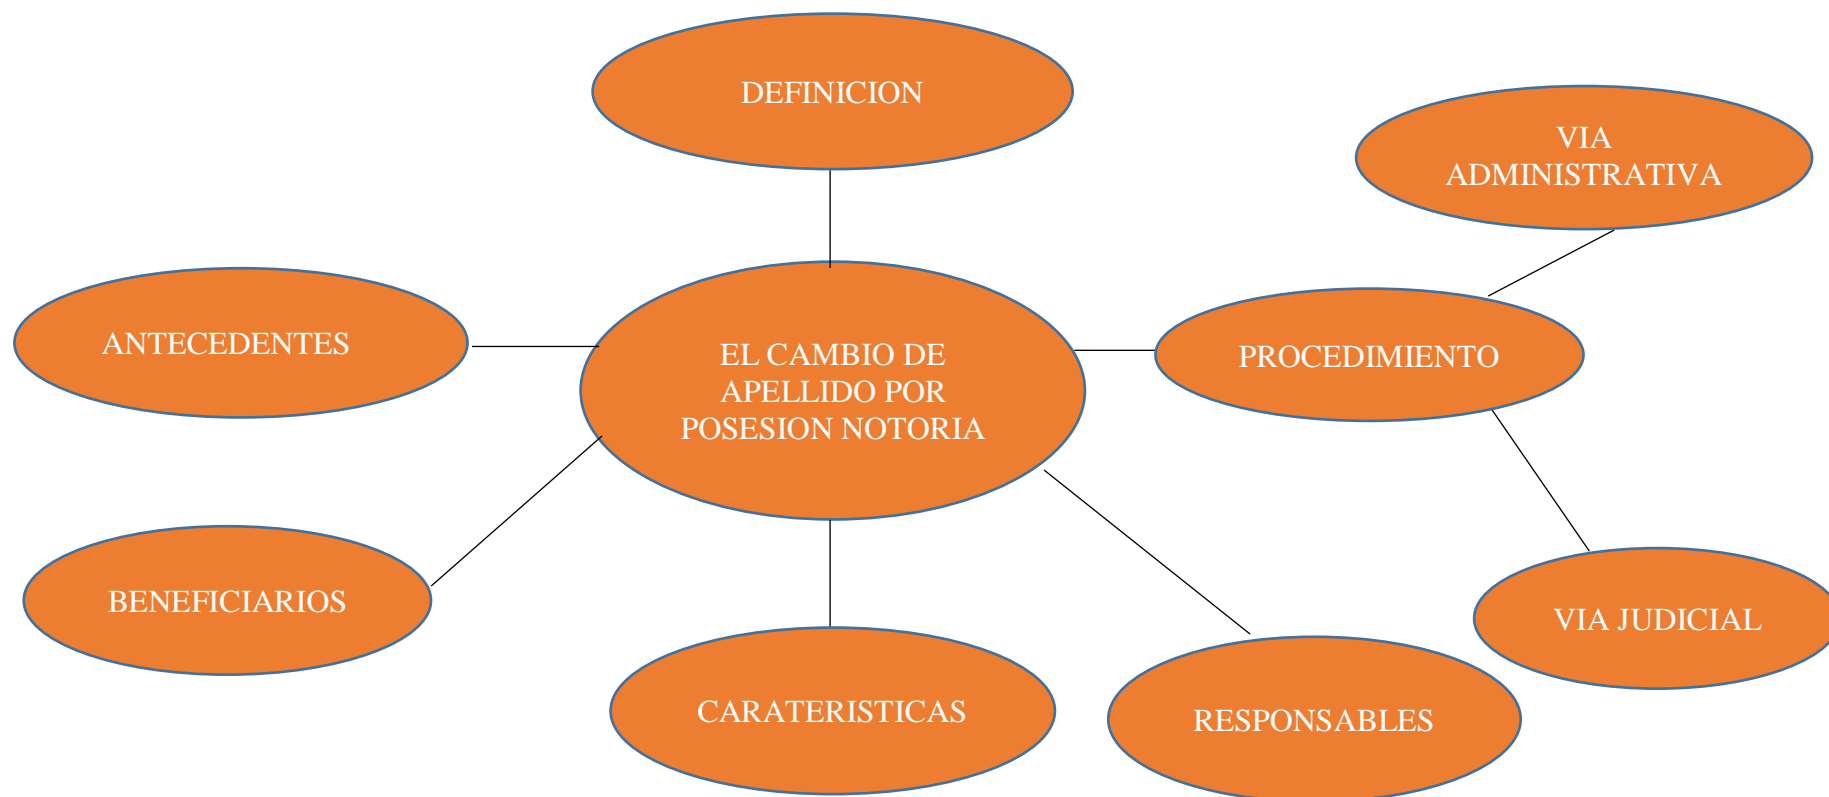 DEFINICION
VIA
ADMINISTRATIVA
ANTECEDENTES
EL CAMBIO DE
APELLIDO POR
POSESION NOTORIA
PROCEDIMIENTO
BENEFICIARIOS
VIA JUDICIAL
CARATERISTICAS
RESPONSABLES